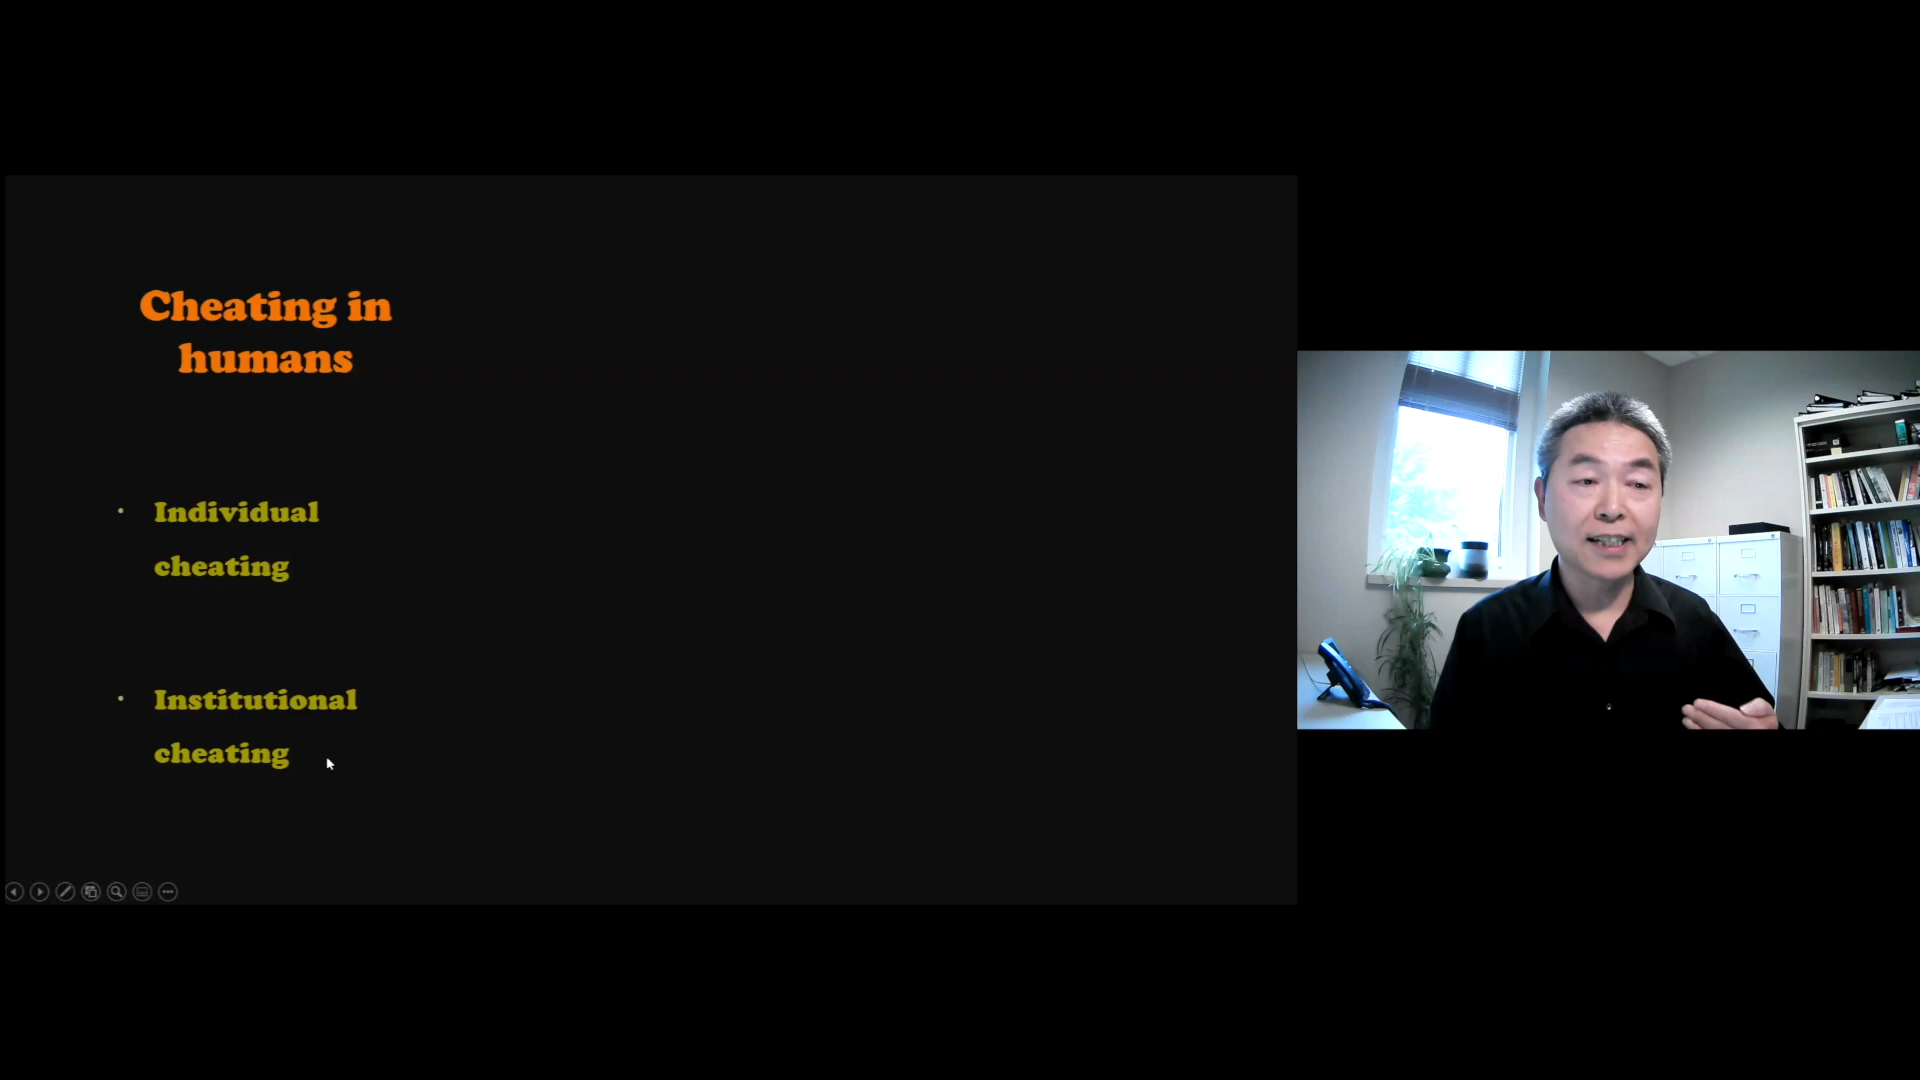 Cheating in
humans
• Individual
cheating
• Institutional
cheating